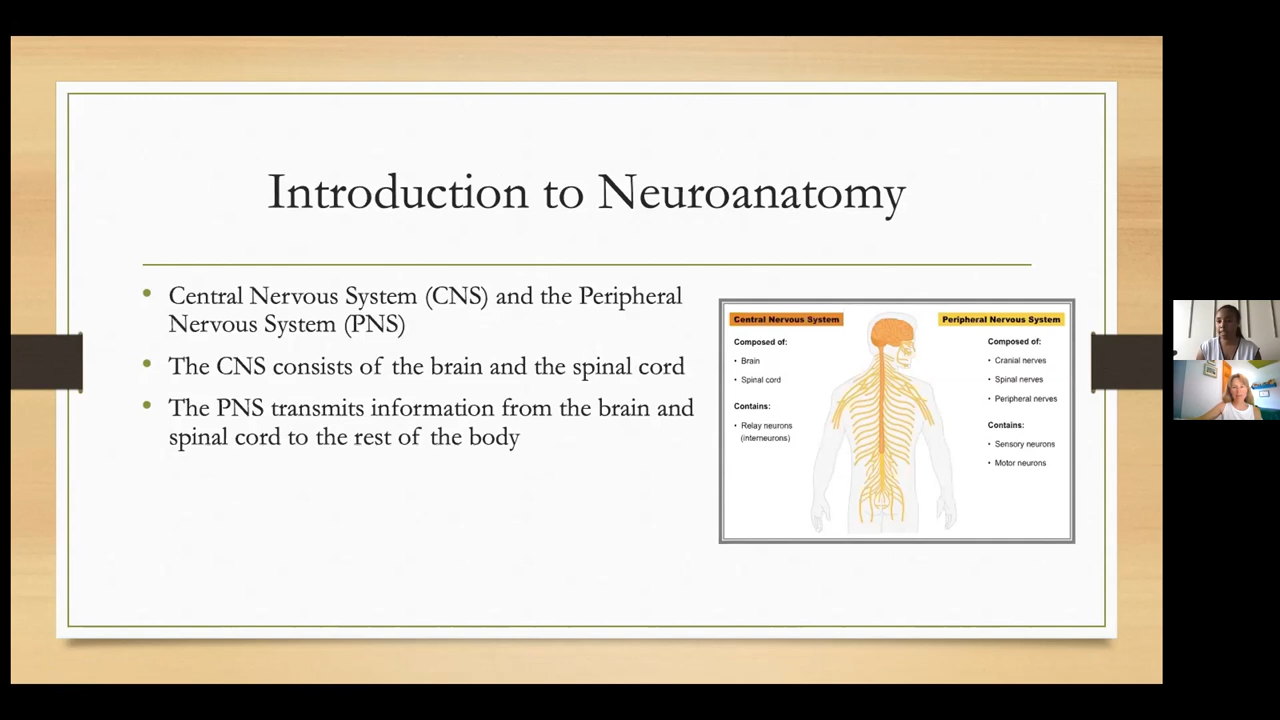 Introduction to Neuroanatomy
• Central Nervous System (CNS) and the Peripheral
Nervous System (PNS)
• The CNS consists of the brain and the spinal cord
• The PNS transmits information from the brain and
spinal cord to the rest of the body
Central Nervous System
Composed of:
• Brain
• Spinal cord
Contains:
• Relay neurons
(interneurons)
Peripheral Nervous System
Composed of:
• Cranial nerves
• Spinal nerves
• Peripheral nerves
Contains:
• Sensory neurons
• Motor neurons